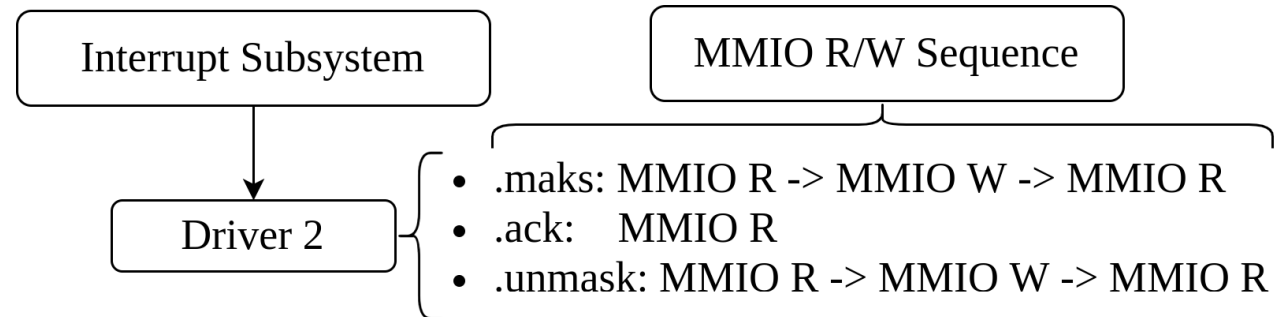 Interrupt Subsystem
MMIO R/W Sequence
Driver 2
• .maks: MMIO R -> MMIO W -> MMIO R
• .ack: MMIO R
• .unmask: MMIO R -> MMIO W -> MMIO R